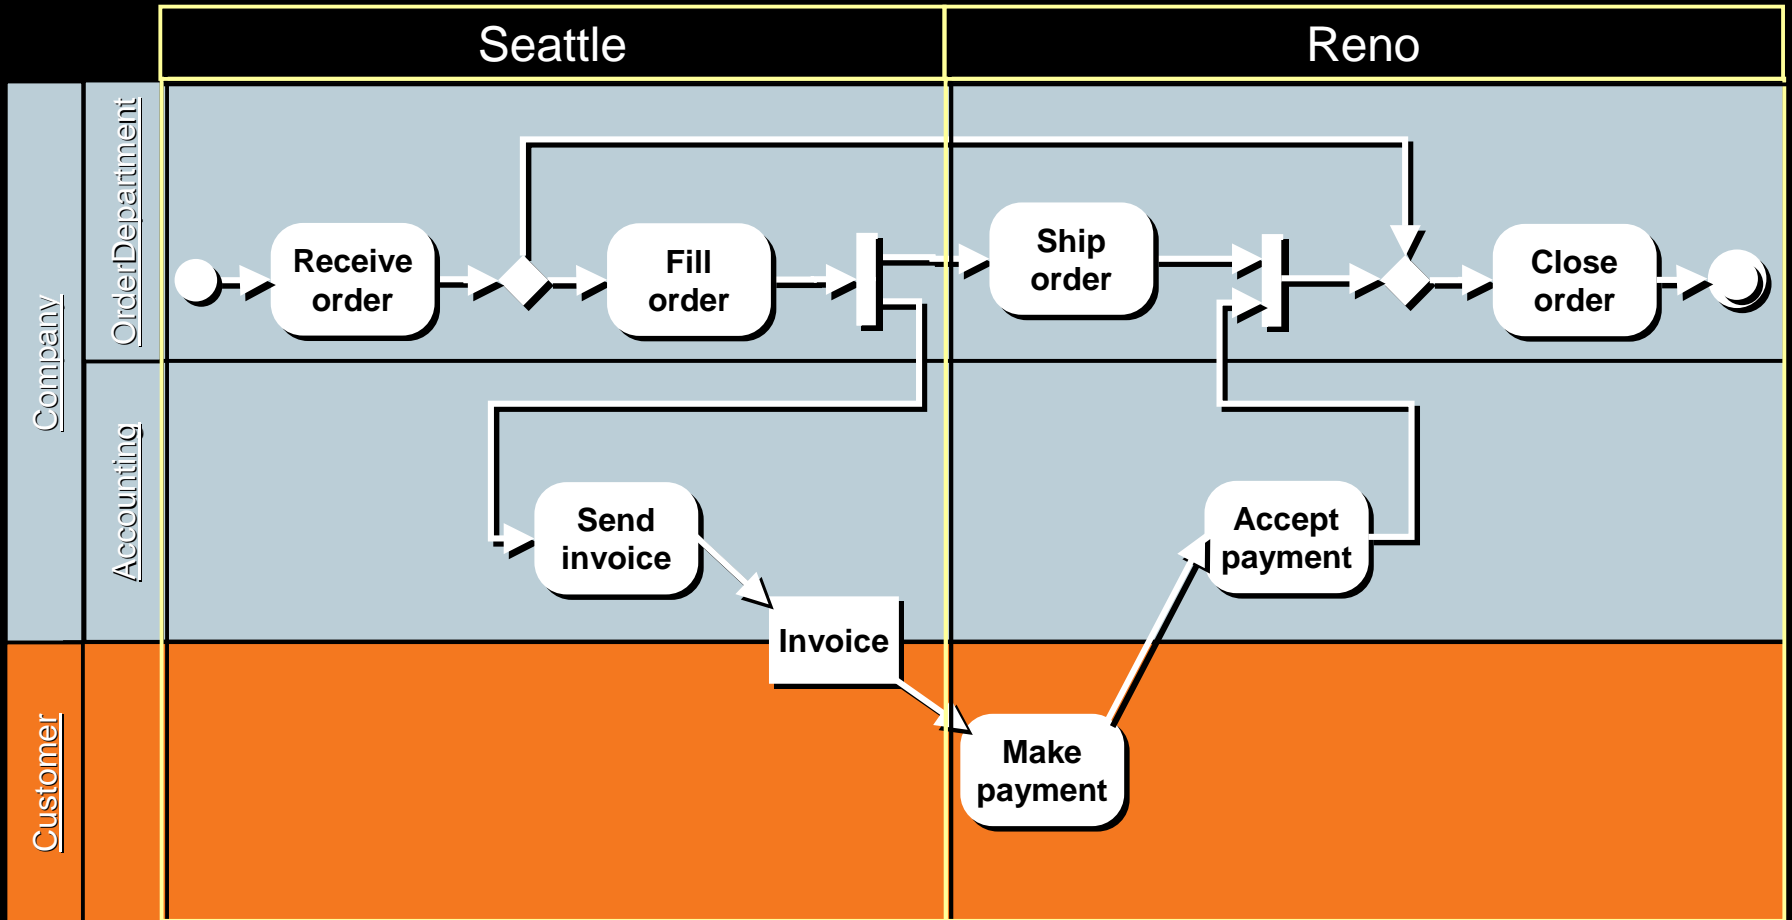 Seattle
Reno
Company
OrderDepartment
Receive
order
Fill
order
Ship
order
Close
order
Accounting
Send
invoice
Accept
payment
Invoice
Customer
Make
payment